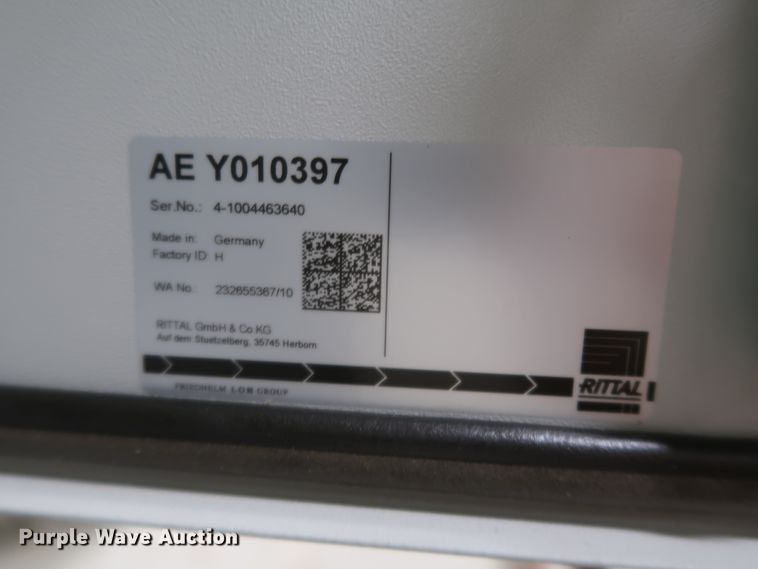 AE Y010397
Ser.No.: 4-1004463640
Made in: Germany
Factory ID: H
WA No.: 232655367/10
RITTAL GmbH & Co.KG
Auf dem Stuetzelberg, 35745 Herborn
FRIEDHELM LOH GROUP
RITTAL
Purple Wave Auction